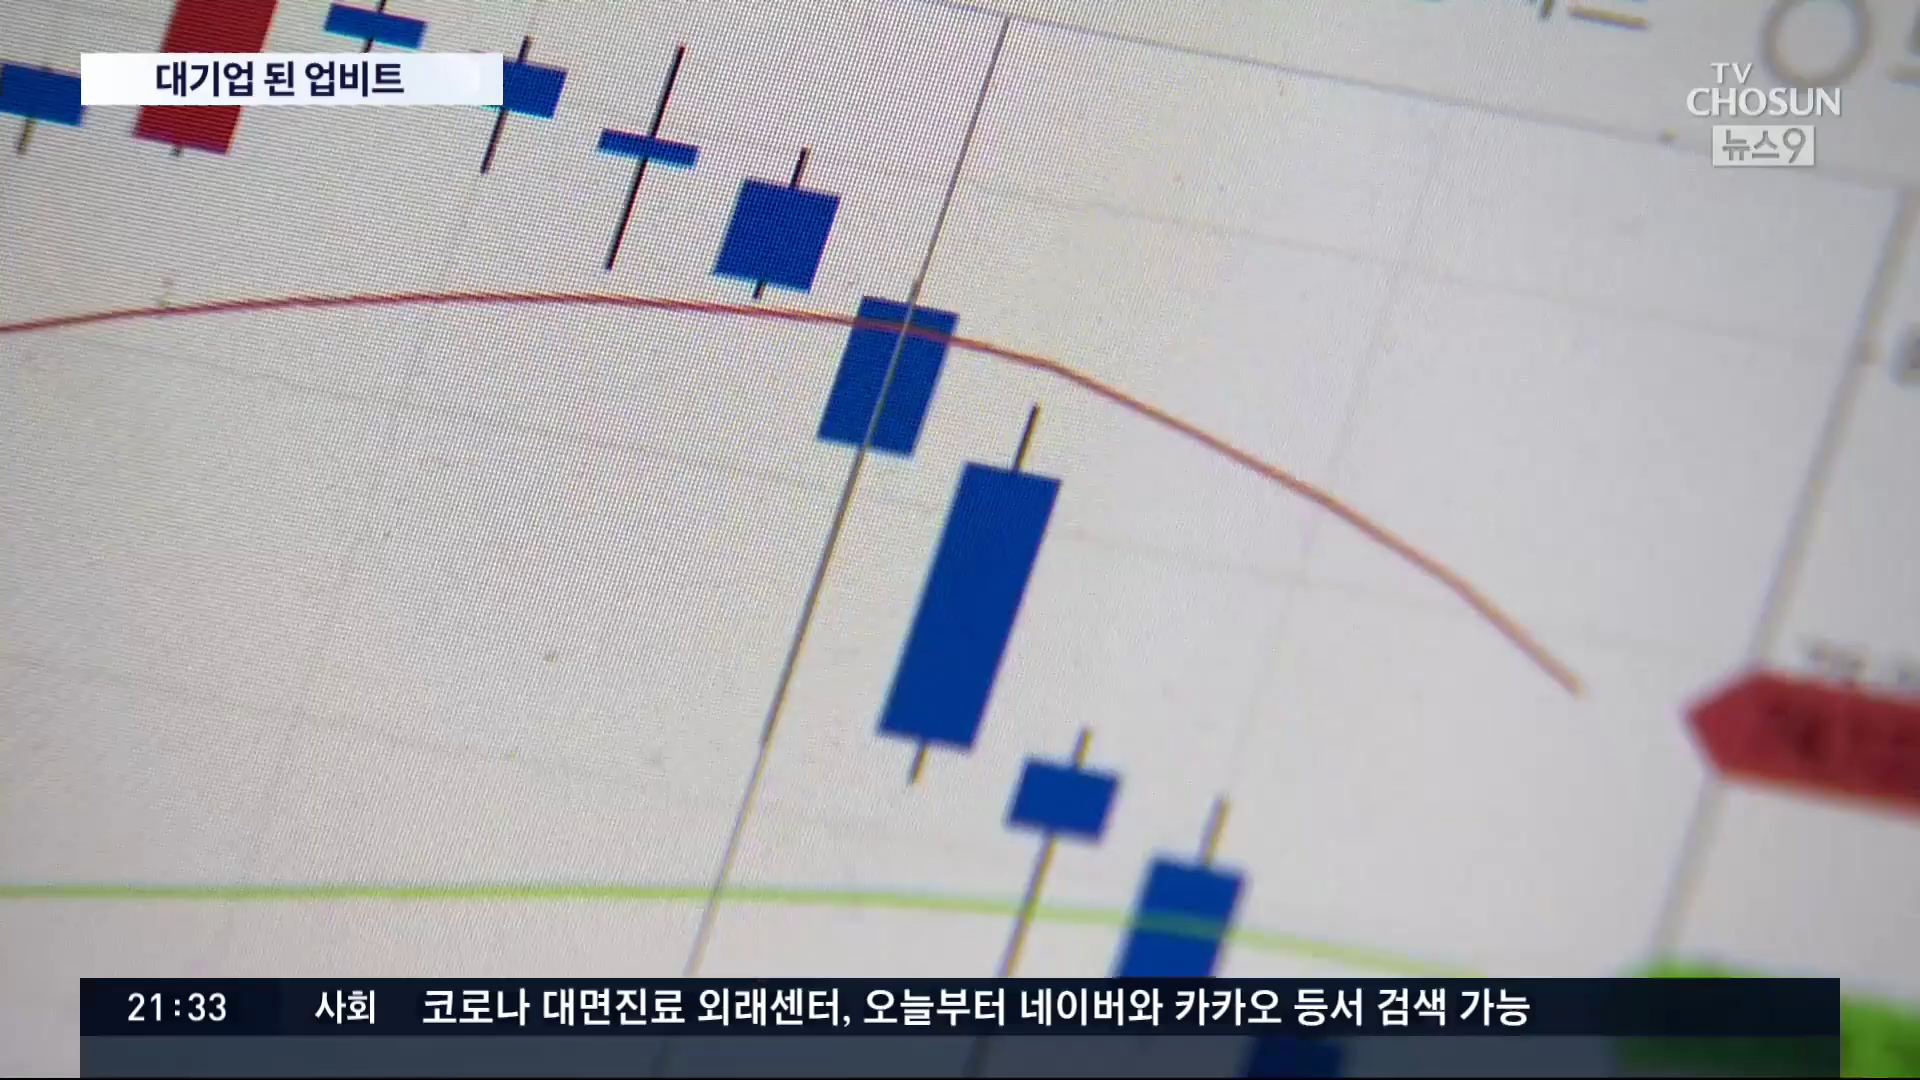 대기업 된 업비트
TV
CHOSUN
뉴스9
21:33 사회 코로나 대면진료 외래센터, 오늘부터 네이버와 카카오 등서 검색 가능